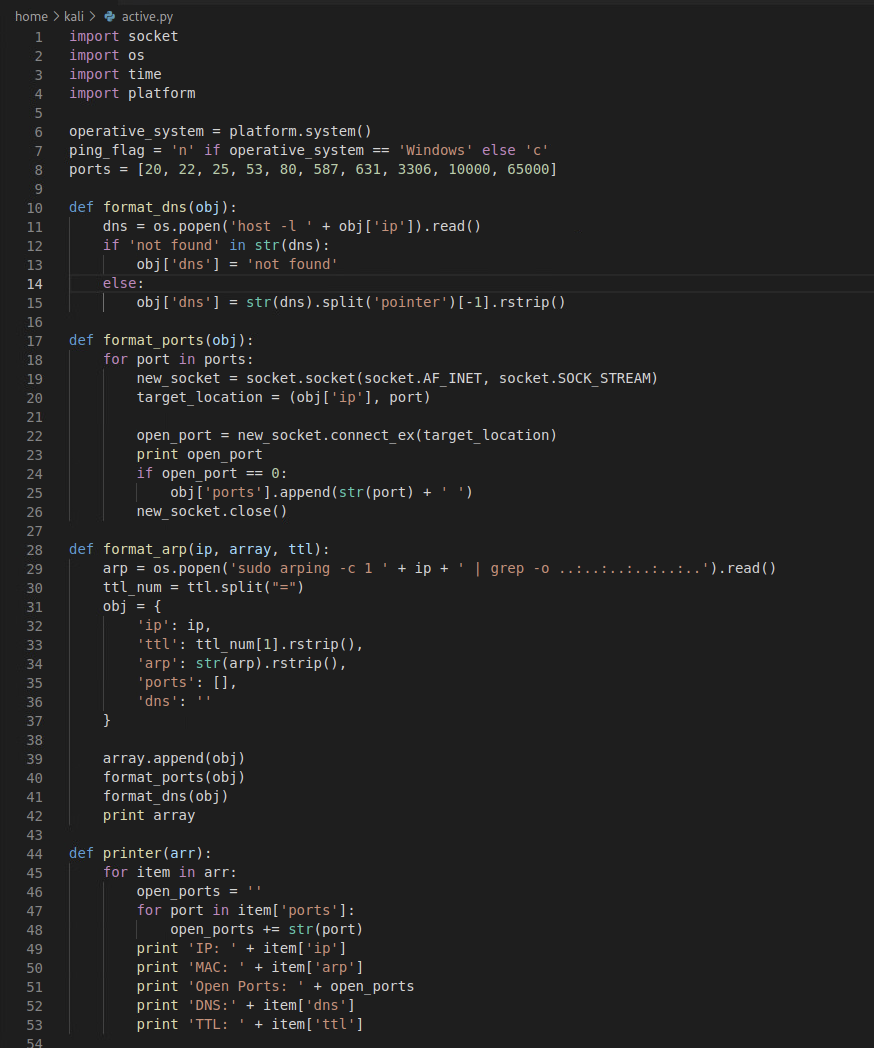 home > kali > active.py
1 import socket
2 import os
3 import time
4 import platform
5
6 operative_system = platform.system()
7 ping_flag = 'n' if operative_system == 'Windows' else 'c'
8 ports = [20, 22, 25, 53, 80, 587, 631, 3306, 10000, 65000]
9
10 def format_dns(obj):
11     dns = os.popen('host -l ' + obj['ip']).read()
12     if 'not found' in str(dns):
13         obj['dns'] = 'not found'
14     else:
15         obj['dns'] = str(dns).split('pointer')[-1].rstrip()
16
17 def format_ports(obj):
18     for port in ports:
19         new_socket = socket.socket(socket.AF_INET, socket.SOCK_STREAM)
20         target_location = (obj['ip'], port)
21
22         open_port = new_socket.connect_ex(target_location)
23         print open_port
24         if open_port == 0:
25             obj['ports'].append(str(port) + ' ')
26         new_socket.close()
27
28 def format_arp(ip, array, ttl):
29     arp = os.popen('sudo arping -c 1 ' + ip + ' | grep -o ..:..:..:..:..:..').read()
30     ttl_num = ttl.split("=")
31     obj = {
32         'ip': ip,
33         'ttl': ttl_num[1].rstrip(),
34         'arp': str(arp).rstrip(),
35         'ports': [],
36         'dns': ''
37     }
38
39     array.append(obj)
40     format_ports(obj)
41     format_dns(obj)
42     print array
43
44 def printer(arr):
45     for item in arr:
46         open_ports = ''
47         for port in item['ports']:
48             open_ports += str(port)
49         print 'IP: ' + item['ip']
50         print 'MAC: ' + item['arp']
51         print 'Open Ports: ' + open_ports
52         print 'DNS:' + item['dns']
53         print 'TTL: ' + item['ttl']
54